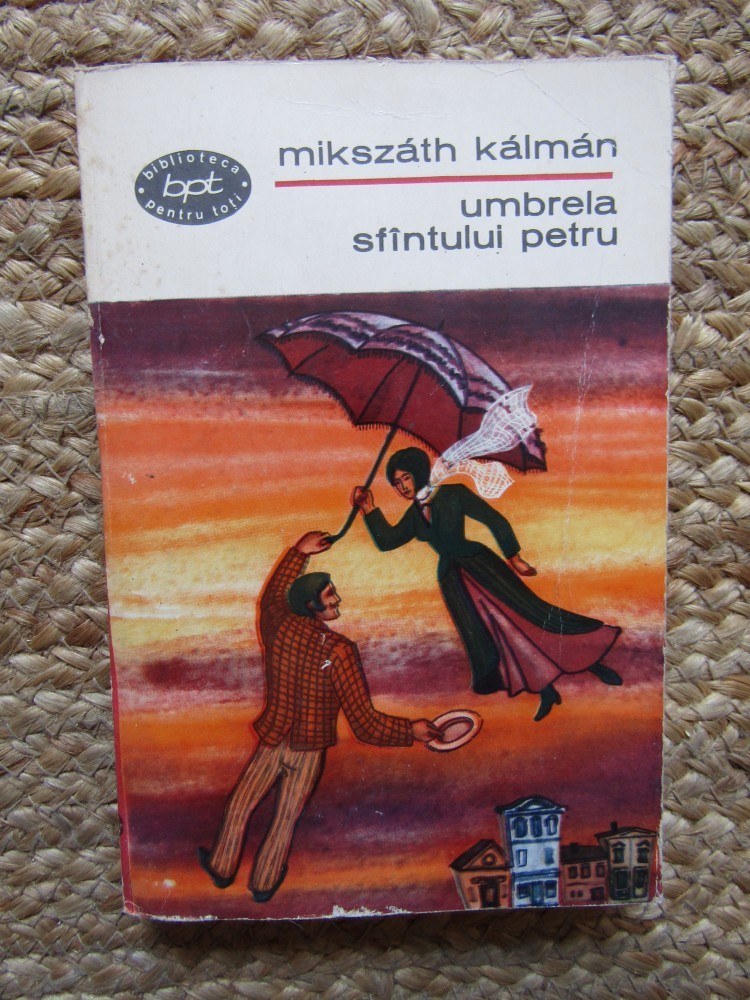 biblioteca
bpt
pentru toți
mikszáth kálmán
umbrela
sfîntului petru